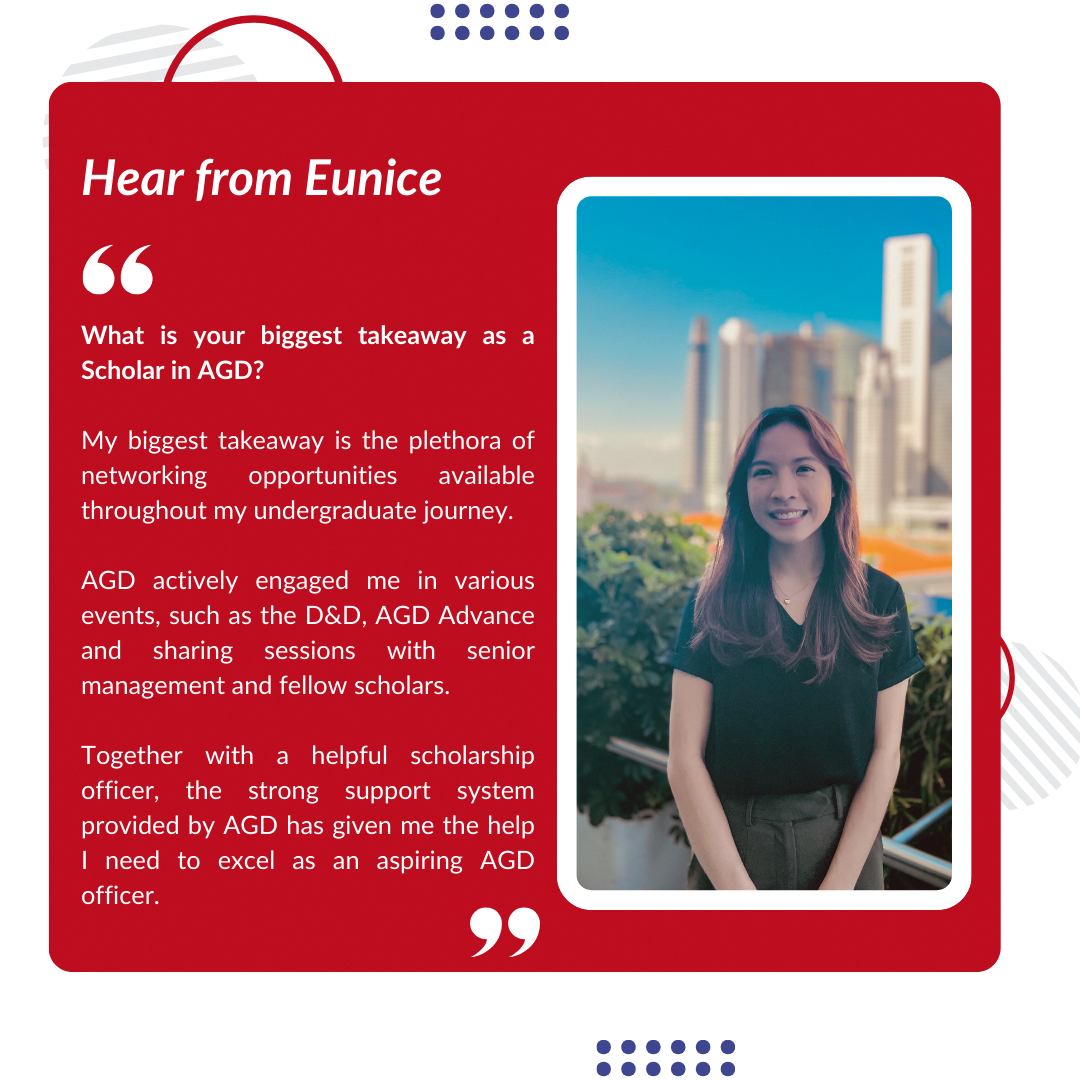 Hear from Eunice
“
What is your biggest takeaway as a
Scholar in AGD?
My biggest takeaway is the plethora of
networking opportunities available
throughout my undergraduate journey.
AGD actively engaged me in various
events, such as the D&D, AGD Advance
and sharing sessions with senior
management and fellow scholars.
Together with a helpful scholarship
officer, the strong support system
provided by AGD has given me the help
I need to excel as an aspiring AGD
officer.
”